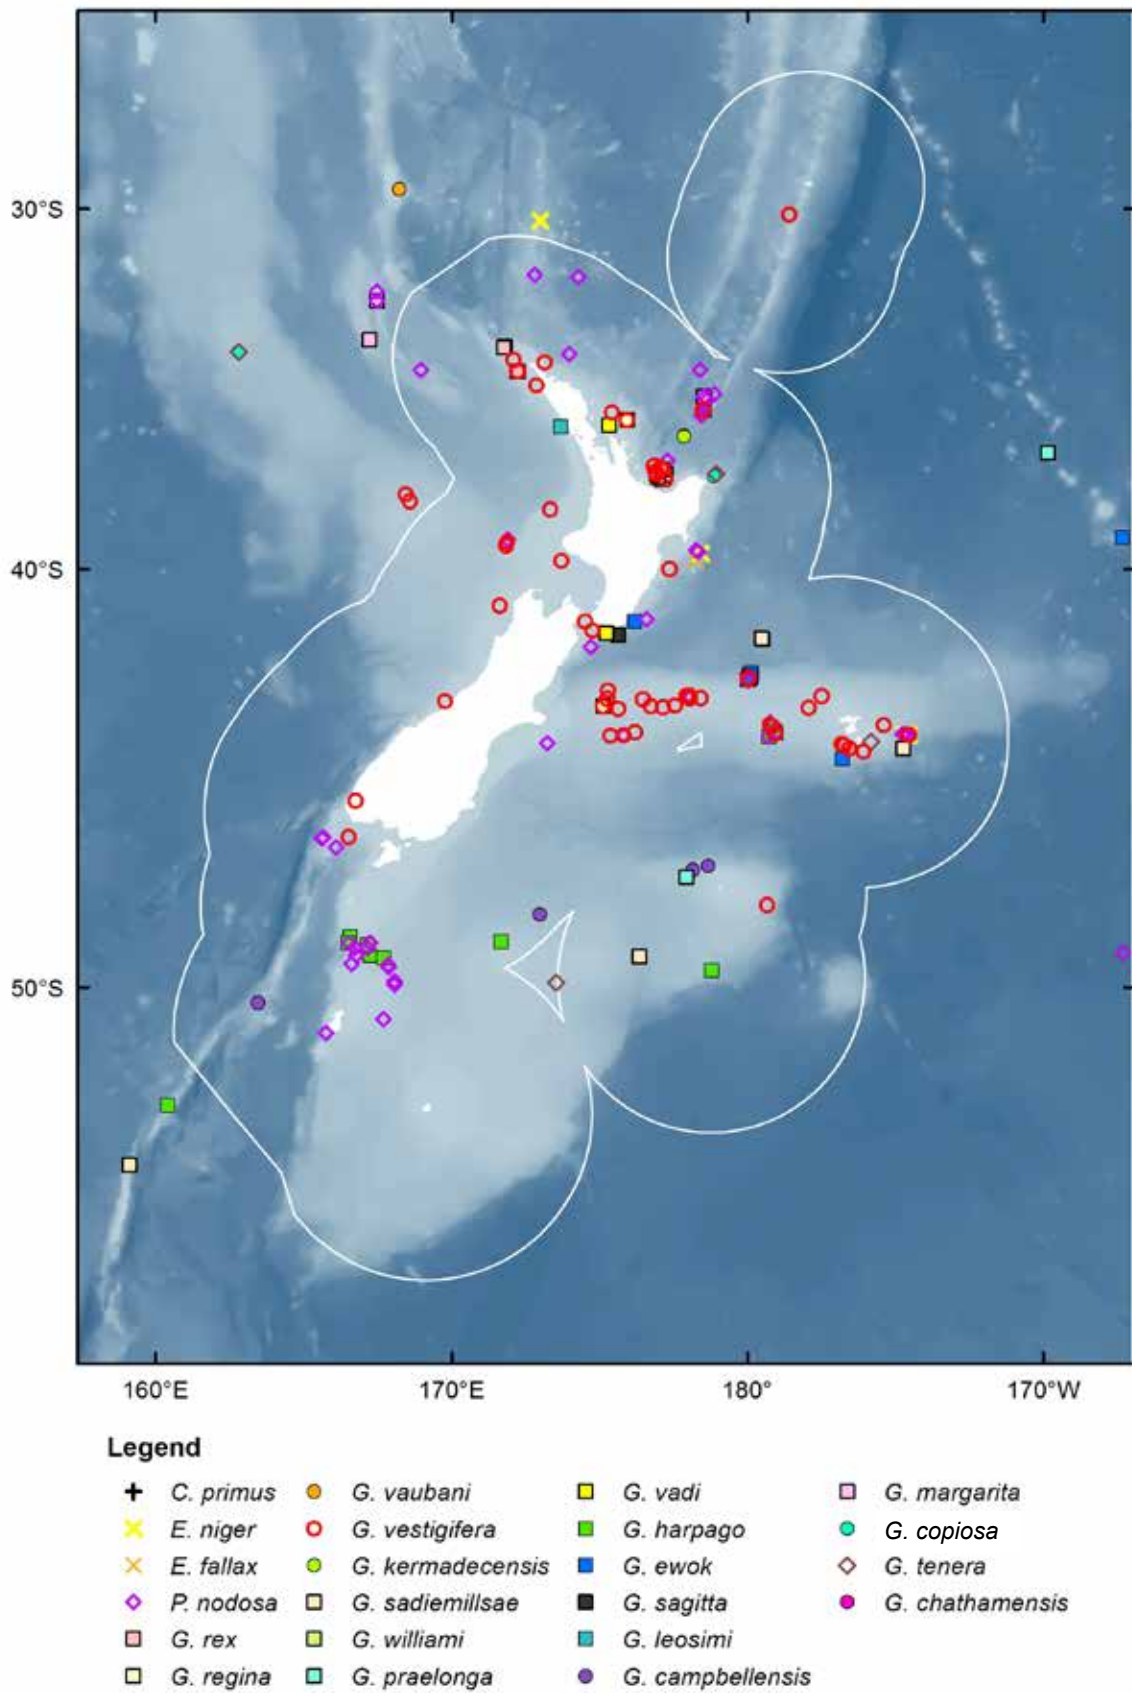 30°S
40°S
50°S
160°E 170°E 180° 170°W
Legend
C. primus G. vaubani G. vadi G. margarita
E. niger G. vestigifera G. harpago G. copiosa
E. fallax G. kermadecensis G. ewok G. tenera
P. nodosa G. sadiemillsae G. sagitta G. chathamensis
G. rex G. williami G. leosimi
G. regina G. praelonga G. campbellensis